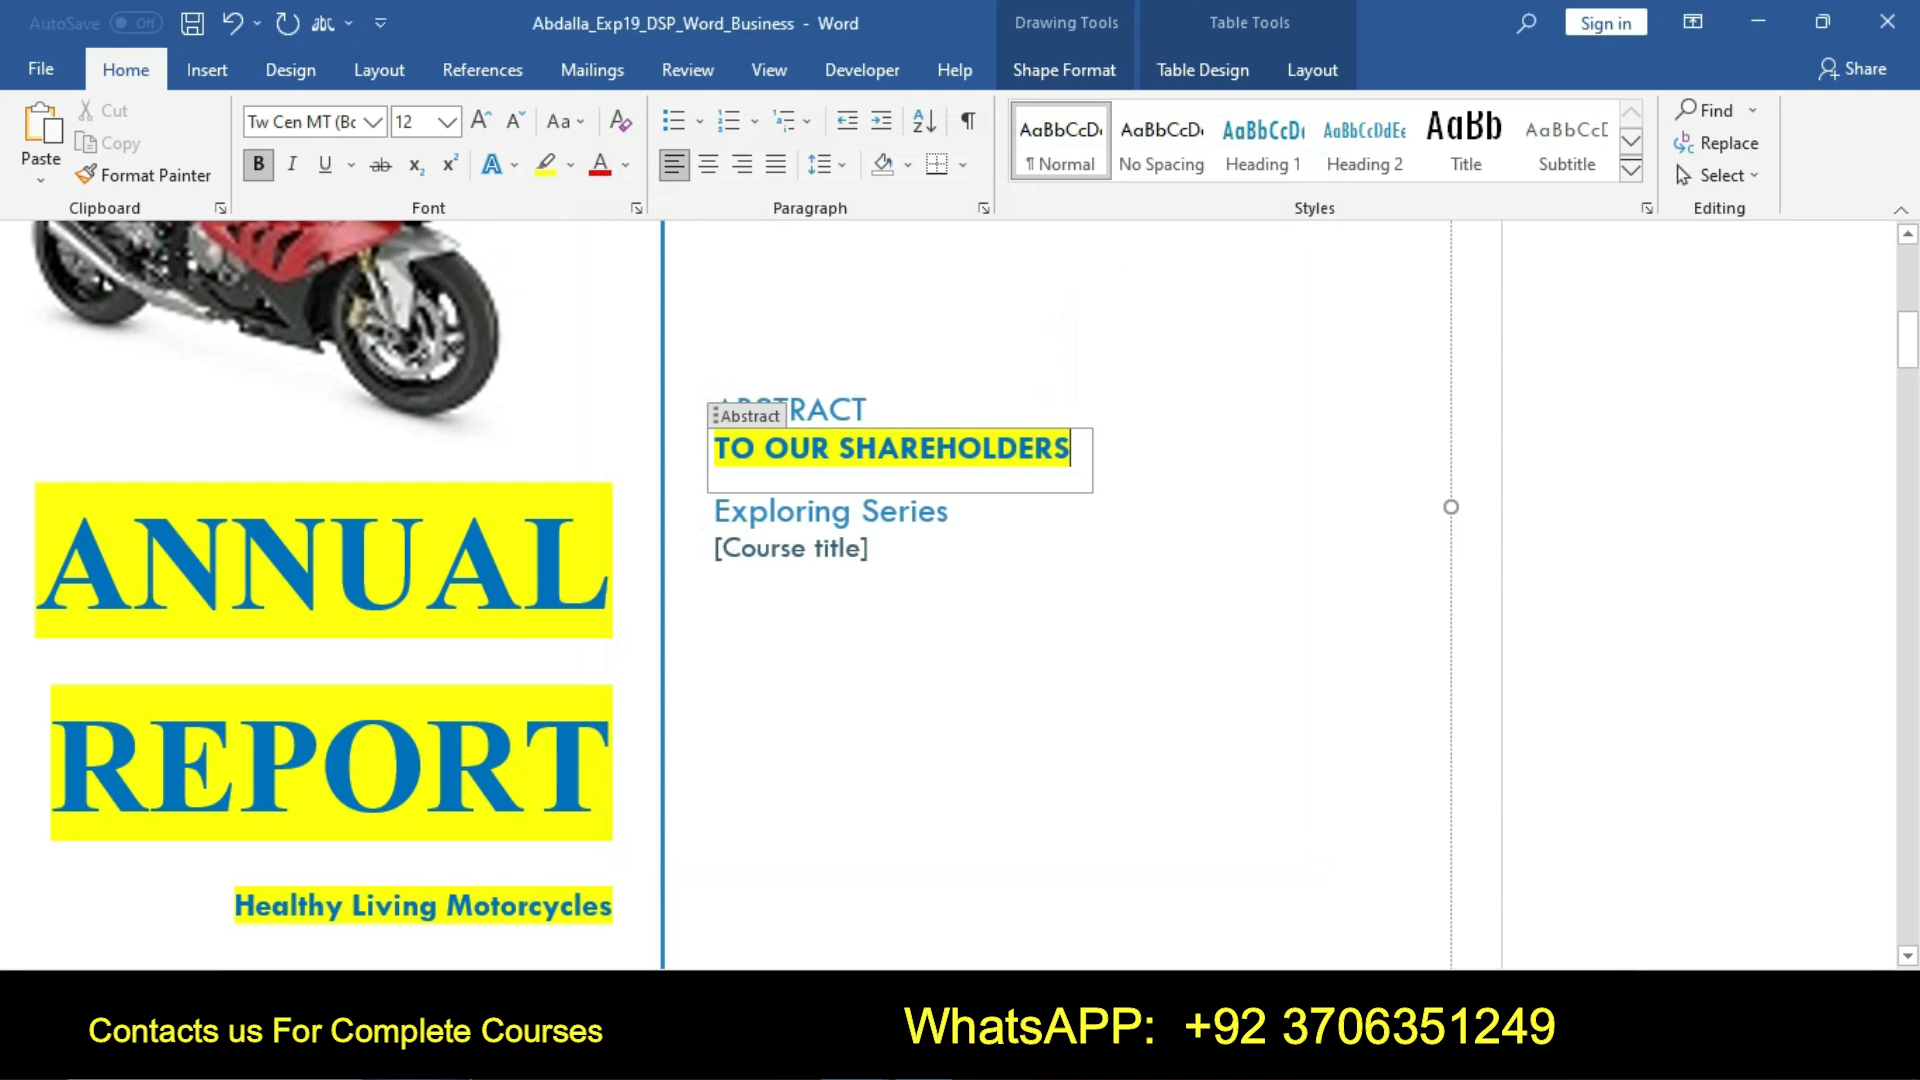 AutoSave Off
abc
Abdalla_Exp19_DSP_Word_Business - Word
Drawing Tools
Table Tools
Sign in
File
Home
Insert
Design
Layout
References
Mailings
Review
View
Developer
Help
Shape Format
Table Design
Layout
Share
Paste
Cut
Copy
Format Painter
Clipboard
Tw Cen MT (Bc
12
Aa
Font
Paragraph
AaBbCcD
¶ Normal
AaBbCcD
No Spacing
AaBbCcD
Heading 1
AaBbCcDdEe
Heading 2
AaBb
Title
AaBbCcD
Subtitle
Styles
Find
Replace
Select
Editing
ABSTRACT
Abstract
TO OUR SHAREHOLDERS
Exploring Series
[Course title]
ANNUAL
REPORT
Healthy Living Motorcycles
Contacts us For Complete Courses
WhatsAPP: +92 3706351249